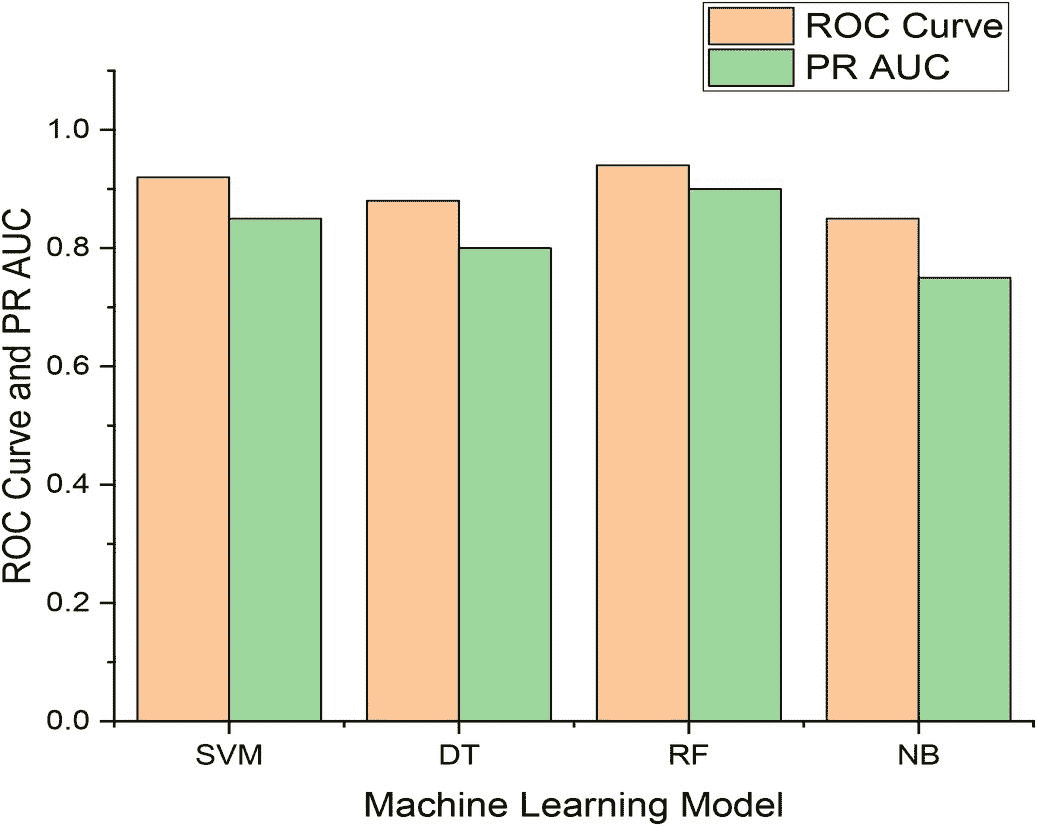 ROC Curve
PR AUC
ROC Curve and PR AUC
1.0
0.8
0.6
0.4
0.2
0.0
SVM DT RF NB
Machine Learning Model